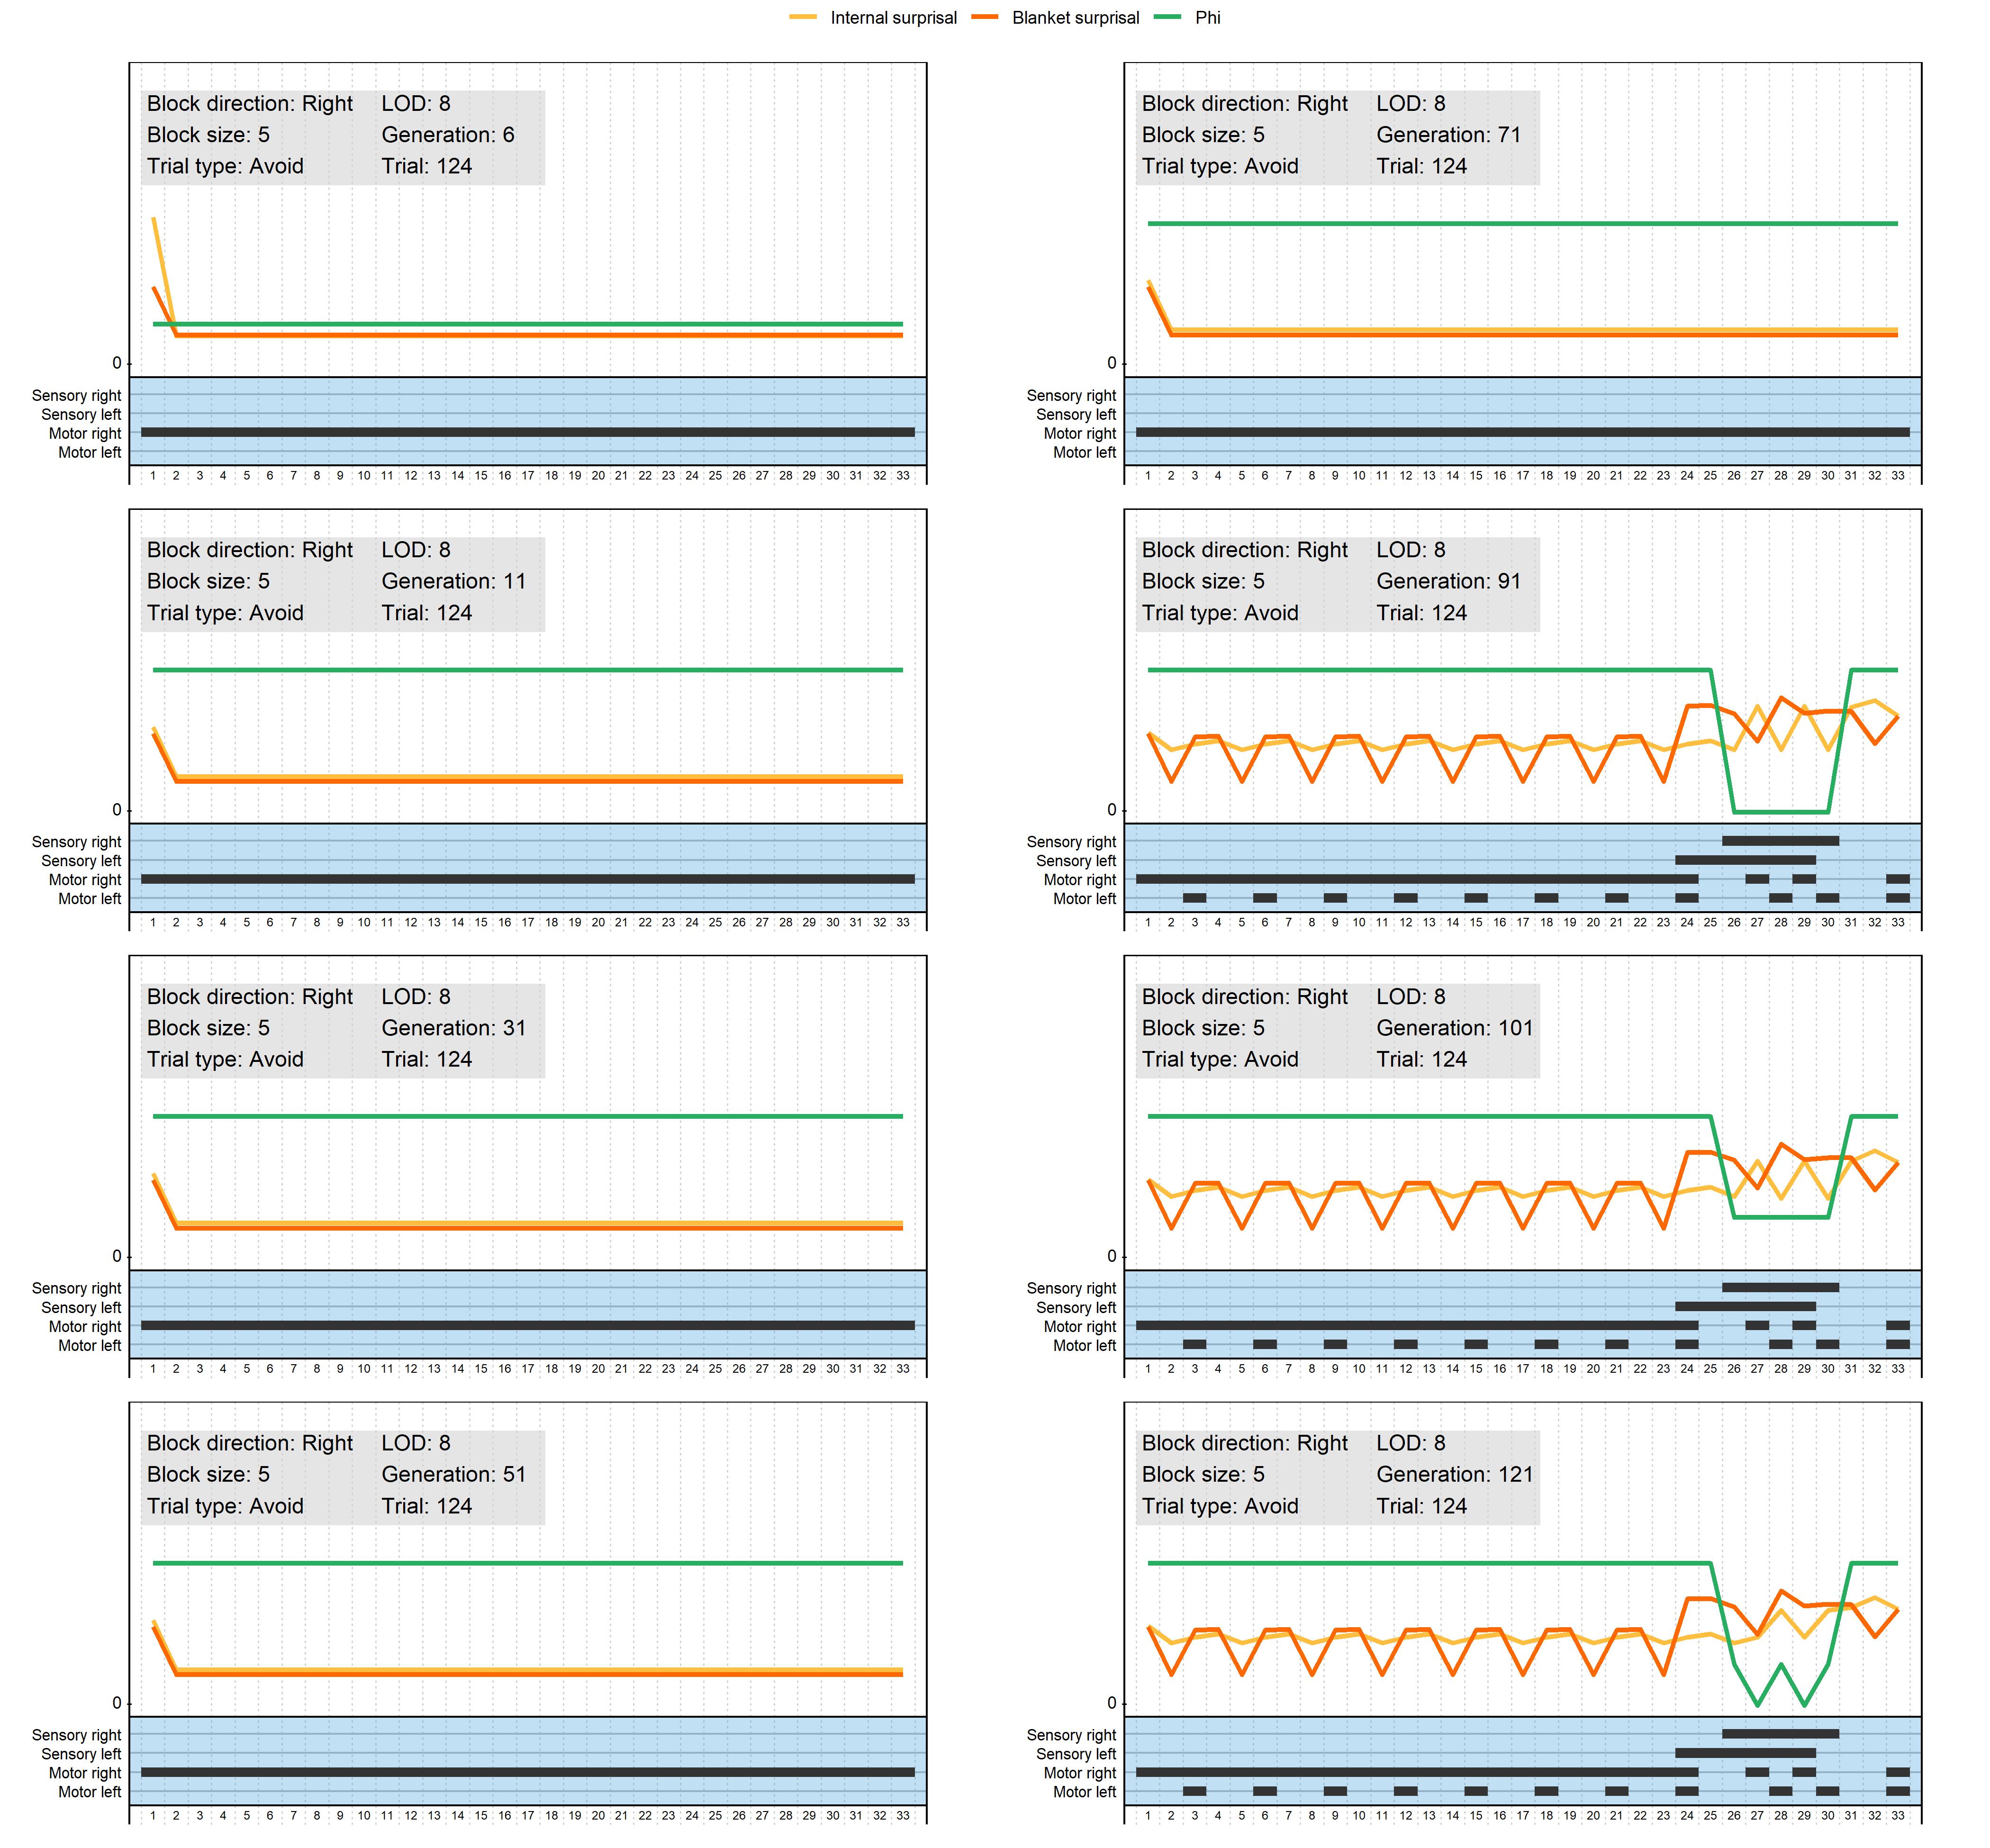 Internal surprisal Blanket surprisal Phi
Block direction: Right LOD: 8
Block size: 5 Generation: 6
Trial type: Avoid Trial: 124
0
Sensory right
Sensory left
Motor right
Motor left
1 2 3 4 5 6 7 8 9 10 11 12 13 14 15 16 17 18 19 20 21 22 23 24 25 26 27 28 29 30 31 32 33
Block direction: Right LOD: 8
Block size: 5 Generation: 71
Trial type: Avoid Trial: 124
0
Sensory right
Sensory left
Motor right
Motor left
1 2 3 4 5 6 7 8 9 10 11 12 13 14 15 16 17 18 19 20 21 22 23 24 25 26 27 28 29 30 31 32 33
Block direction: Right LOD: 8
Block size: 5 Generation: 11
Trial type: Avoid Trial: 124
0
Sensory right
Sensory left
Motor right
Motor left
1 2 3 4 5 6 7 8 9 10 11 12 13 14 15 16 17 18 19 20 21 22 23 24 25 26 27 28 29 30 31 32 33
Block direction: Right LOD: 8
Block size: 5 Generation: 91
Trial type: Avoid Trial: 124
0
Sensory right
Sensory left
Motor right
Motor left
1 2 3 4 5 6 7 8 9 10 11 12 13 14 15 16 17 18 19 20 21 22 23 24 25 26 27 28 29 30 31 32 33
Block direction: Right LOD: 8
Block size: 5 Generation: 31
Trial type: Avoid Trial: 124
0
Sensory right
Sensory left
Motor right
Motor left
1 2 3 4 5 6 7 8 9 10 11 12 13 14 15 16 17 18 19 20 21 22 23 24 25 26 27 28 29 30 31 32 33
Block direction: Right LOD: 8
Block size: 5 Generation: 101
Trial type: Avoid Trial: 124
0
Sensory right
Sensory left
Motor right
Motor left
1 2 3 4 5 6 7 8 9 10 11 12 13 14 15 16 17 18 19 20 21 22 23 24 25 26 27 28 29 30 31 32 33
Block direction: Right LOD: 8
Block size: 5 Generation: 51
Trial type: Avoid Trial: 124
0
Sensory right
Sensory left
Motor right
Motor left
1 2 3 4 5 6 7 8 9 10 11 12 13 14 15 16 17 18 19 20 21 22 23 24 25 26 27 28 29 30 31 32 33
Block direction: Right LOD: 8
Block size: 5 Generation: 121
Trial type: Avoid Trial: 124
0
Sensory right
Sensory left
Motor right
Motor left
1 2 3 4 5 6 7 8 9 10 11 12 13 14 15 16 17 18 19 20 21 22 23 24 25 26 27 28 29 30 31 32 33